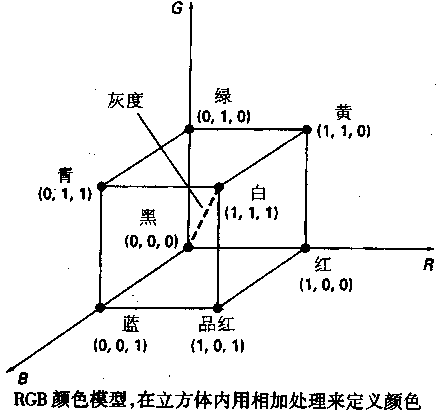 G
绿
(0, 1, 0)
黄
(1, 1, 0)
灰度
青
(0, 1, 1)
白
(1, 1, 1)
黑
(0, 0, 0)
红
(1, 0, 0)
R
蓝
(0, 0, 1)
品红
(1, 0, 1)
B
RGB 颜色模型,在立方体内用相加处理来定义颜色